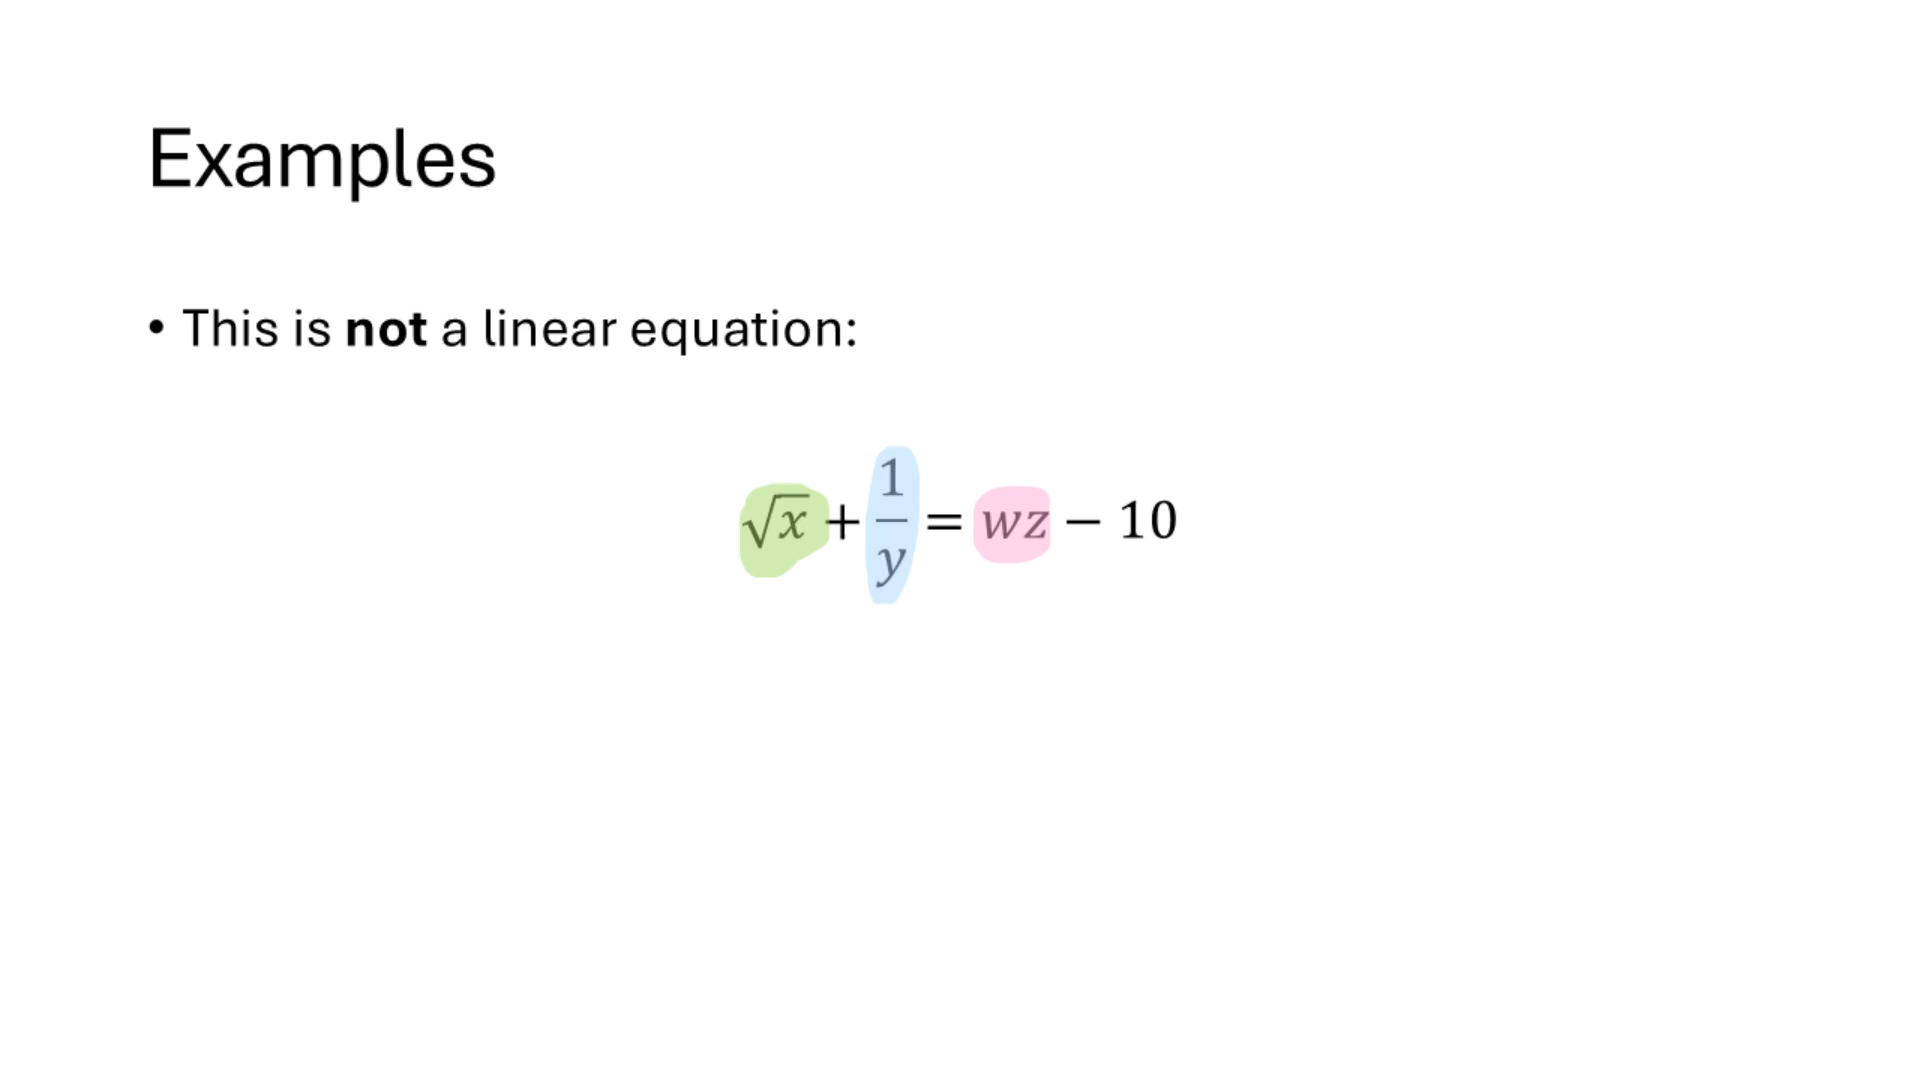 Examples
• This is not a linear equation:
√x + 1/y = wz − 10